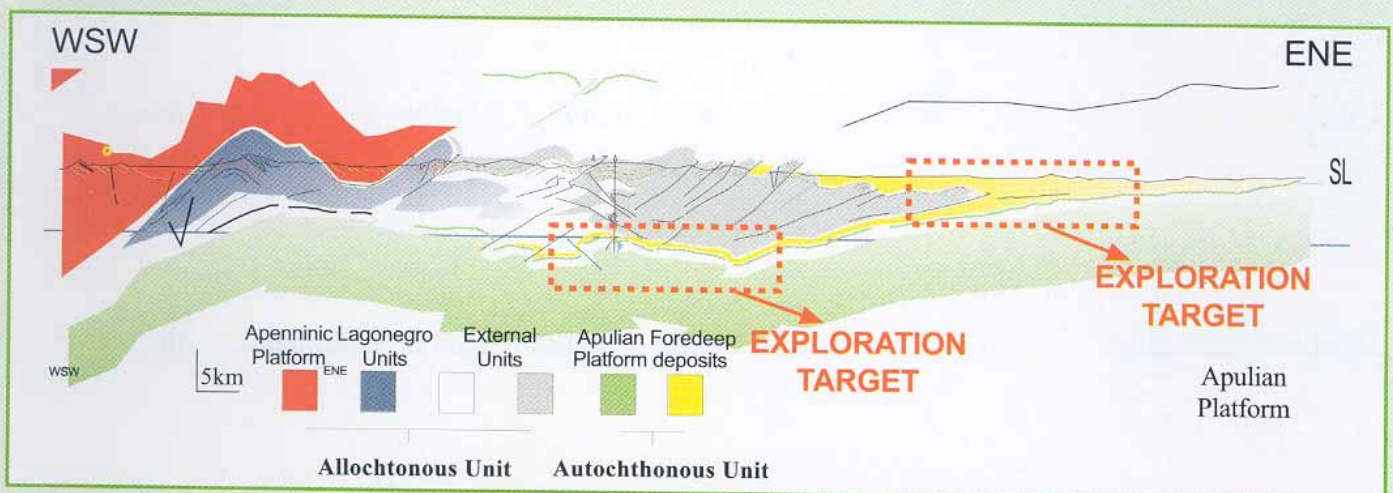 WSW
ENE
SL
EXPLORATION
TARGET
EXPLORATION
TARGET
Apenninic Lagonegro External Apulian Foredeep
Platform Units Units Platform deposits
WSW
ENE
5km
Apulian
Platform
Allochtonous Unit Autochthonous Unit